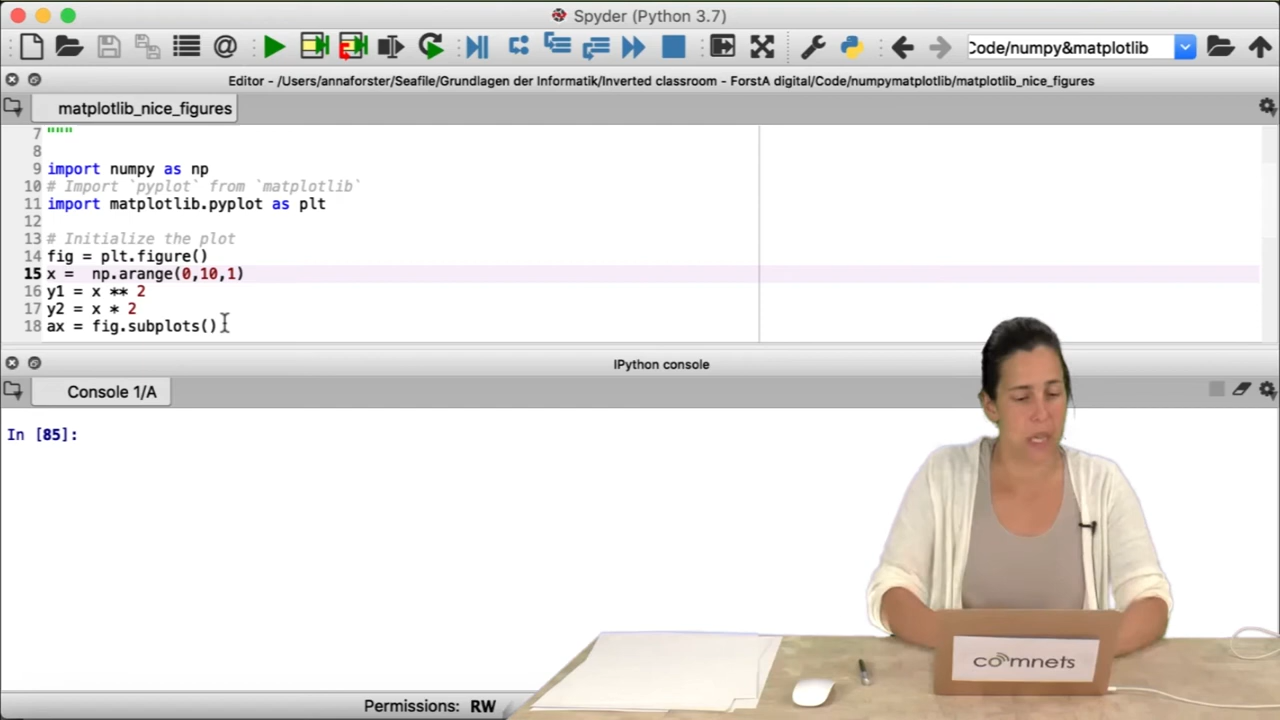 Spyder (Python 3.7)
Code/numpy&matplotlib
Editor - /Users/annaforster/Seafile/Grundlagen der Informatik/Inverted classroom - ForstA digital/Code/numpymatplotlib/matplotlib_nice_figures
matplotlib_nice_figures
7 """
8
9 import numpy as np
10 # Import `pyplot` from `matplotlib`
11 import matplotlib.pyplot as plt
12
13 # Initialize the plot
14 fig = plt.figure()
15 x =  np.arange(0,10,1)
16 y1 = x ** 2
17 y2 = x * 2
18 ax = fig.subplots()
IPython console
Console 1/A
In [85]:
comnets
Permissions: RW